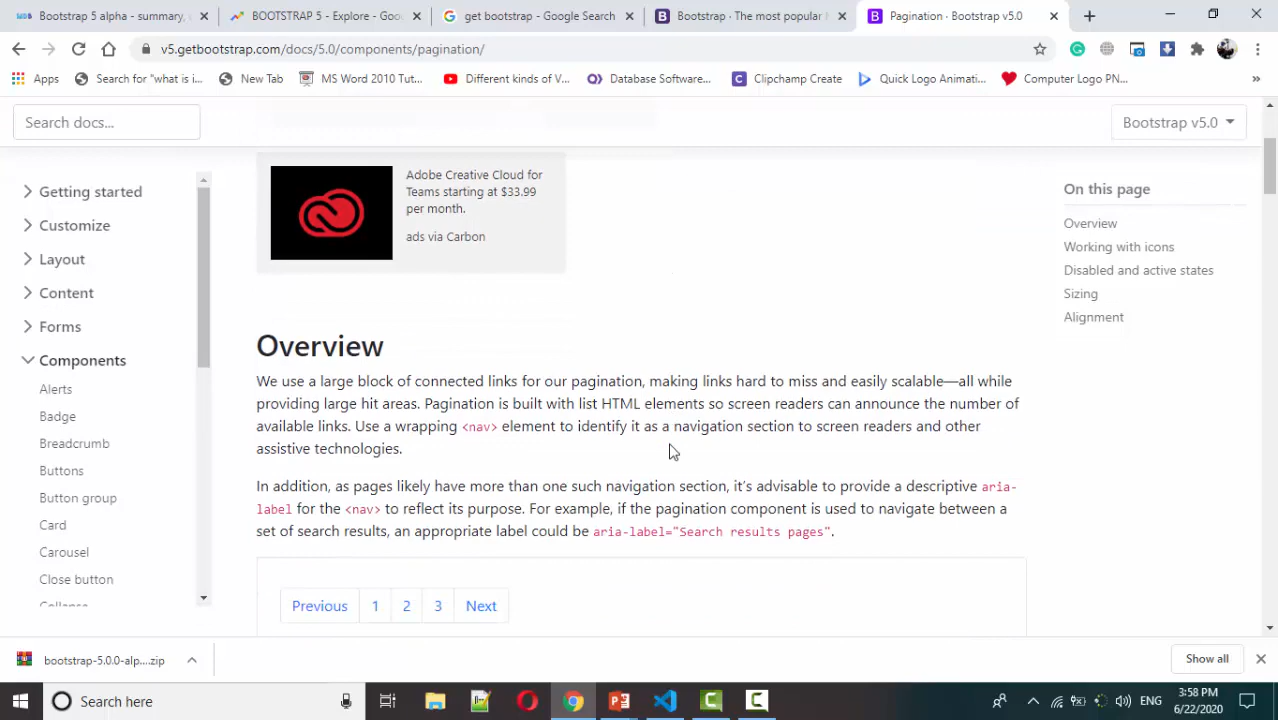 Bootstrap 5 alpha - summary,
BOOTSTRAP 5 - Explore - Goo
get bootstrap - Google Search
Bootstrap · The most popular H
Pagination · Bootstrap v5.0
v5.getbootstrap.com/docs/5.0/components/pagination/
Apps
Search for "what is i...
New Tab
MS Word 2010 Tut...
Different kinds of V...
Database Software...
Clipchamp Create
Quick Logo Animati...
Computer Logo PN...
»
Search docs...
Bootstrap v5.0
Getting started
Customize
Layout
Content
Forms
Components
Alerts
Badge
Breadcrumb
Buttons
Button group
Card
Carousel
Close button
Collapse
Adobe Creative Cloud for
Teams starting at $33.99
per month.
ads via Carbon
Overview
We use a large block of connected links for our pagination, making links hard to miss and easily scalable—all while
providing large hit areas. Pagination is built with list HTML elements so screen readers can announce the number of
available links. Use a wrapping <nav> element to identify it as a navigation section to screen readers and other
assistive technologies.
In addition, as pages likely have more than one such navigation section, it's advisable to provide a descriptive aria-
label for the <nav> to reflect its purpose. For example, if the pagination component is used to navigate between a
set of search results, an appropriate label could be aria-label="Search results pages".
Previous 1 2 3 Next
On this page
Overview
Working with icons
Disabled and active states
Sizing
Alignment
bootstrap-5.0.0-alp....zip
Show all
Search here
ENG
3:58 PM
6/22/2020